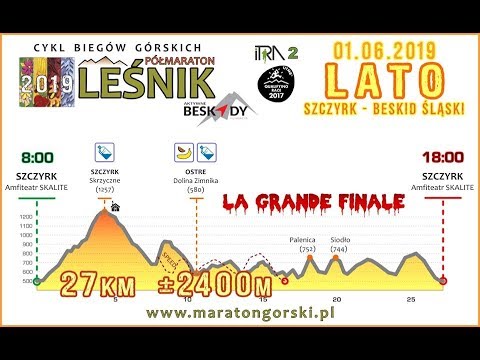 CYKL BIEGÓW GÓRSKICH
PÓŁMARATON
2019 LEŚNIK
AKTYWNE
BESKIDY
iTRA 2
QUALIFYING RACE 2017
01.06.2019
LATO
SZCZYRK - BESKID ŚLĄSKI
8:00
SZCZYRK
Amfiteatr SKALITE
SZCZYRK
Skrzyczne
(1257)
OSTRE
Dolina Zimnika
(580)
18:00
SZCZYRK
Amfiteatr SKALITE
LA GRANDE FINALE
Palenica
(752)
Siodło
(744)
1200
1100
1000
900
800
700
600
500
SPEED
27KM ±2400M
5
10
15
20
25
www.maratongorski.pl